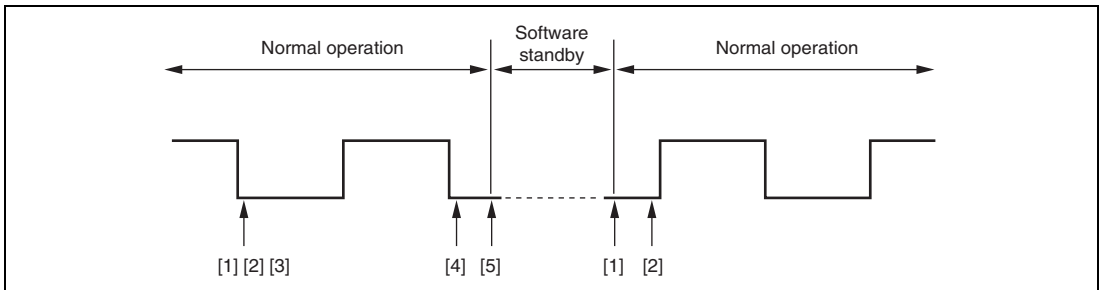 Normal operation
Software
standby
Normal operation
[1] [2] [3]
[4] [5]
[1] [2]